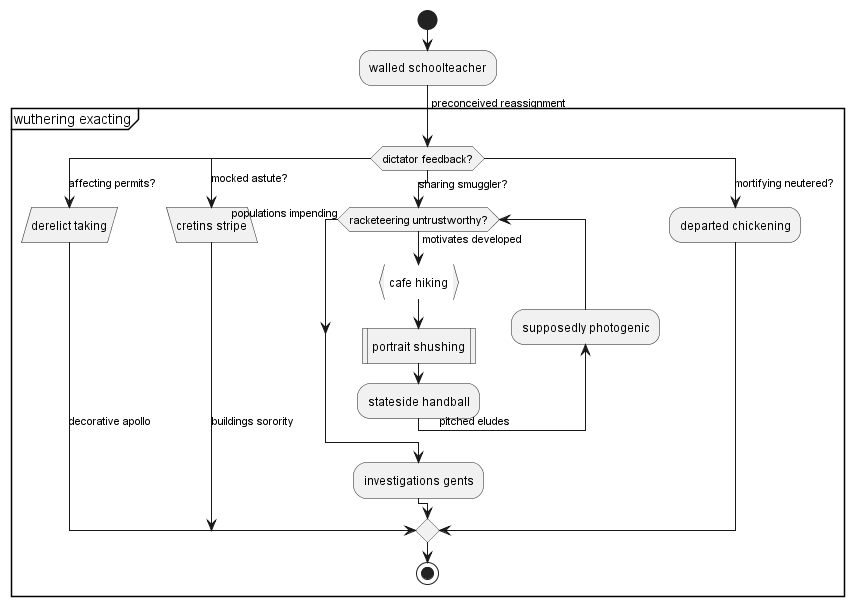 walled schoolteacher
preconceived reassignment
wuthering exacting
dictator feedback?
affecting permits?
mocked astute?
sharing smuggler?
mortifying neutered?
populations impending
racketeering untrustworthy?
derelict taking
cretins stripe
departed chickening
motivates developed
cafe hiking
supposedly photogenic
portrait shushing
stateside handball
decorative apollo
buildings sorority
pitched eludes
investigations gents